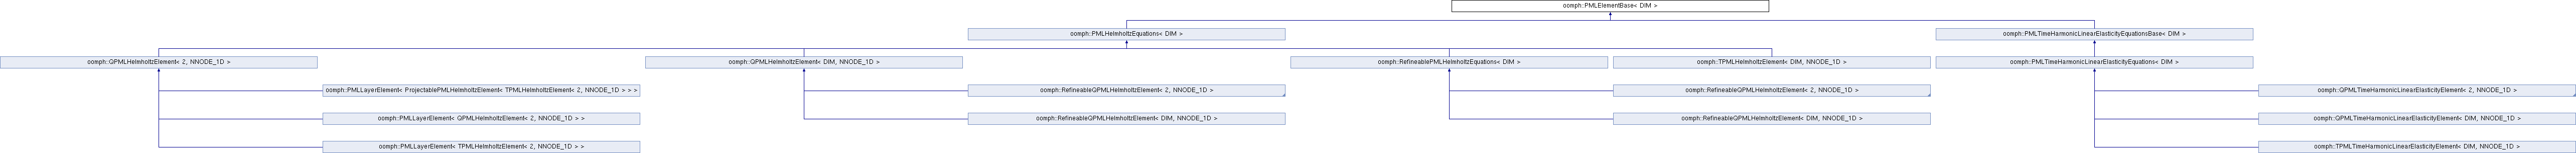 oomph::PMLElementBase< DIM >
oomph::PMLHelmholtzEquations< DIM >
oomph::PMLTimeHarmonicLinearElasticityEquationsBase< DIM >
oomph::QPMLHelmholtzElement< 2, NNODE_1D >
oomph::QPMLHelmholtzElement< DIM, NNODE_1D >
oomph::RefineablePMLHelmholtzEquations< DIM >
oomph::TPMLHelmholtzElement< DIM, NNODE_1D >
oomph::PMLTimeHarmonicLinearElasticityEquations< DIM >
oomph::PMLLayerElement< ProjectablePMLHelmholtzElement< TPMLHelmholtzElement< 2, NNODE_1D > > >
oomph::RefineableQPMLHelmholtzElement< 2, NNODE_1D >
oomph::RefineableQPMLHelmholtzElement< 2, NNODE_1D >
oomph::QPMLTimeHarmonicLinearElasticityElement< 2, NNODE_1D >
oomph::PMLLayerElement< QPMLHelmholtzElement< 2, NNODE_1D > >
oomph::RefineableQPMLHelmholtzElement< DIM, NNODE_1D >
oomph::RefineableQPMLHelmholtzElement< DIM, NNODE_1D >
oomph::QPMLTimeHarmonicLinearElasticityElement< DIM, NNODE_1D >
oomph::PMLLayerElement< TPMLHelmholtzElement< 2, NNODE_1D > >
oomph::TPMLTimeHarmonicLinearElasticityElement< DIM, NNODE_1D >